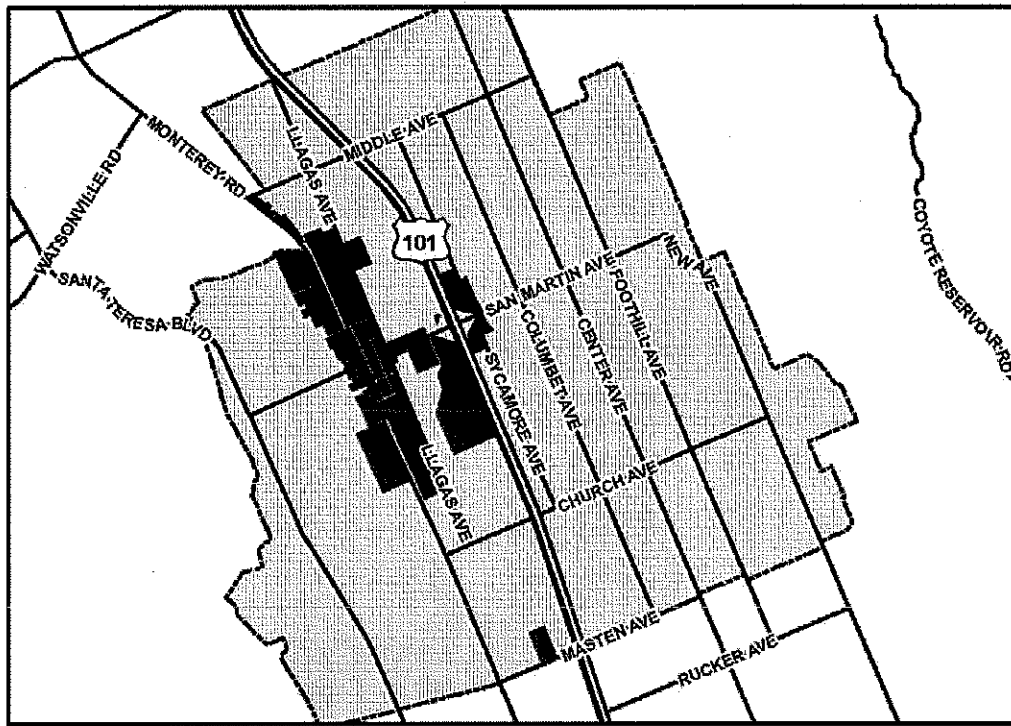 MONTEREY RD
WATSONVILLE RD
SANTA TERESA BLVD
LLAGAS AVE
MIDDLE AVE
101
SAN MARTIN AVE
NEW AVE
FOOTHILL AVE
CENTER AVE
COLUMBET AVE
SYCAMORE AVE
LLAGAS AVE
CHURCH AVE
MASTEN AVE
RUCKER AVE
COYOTE RESERVOIR RD